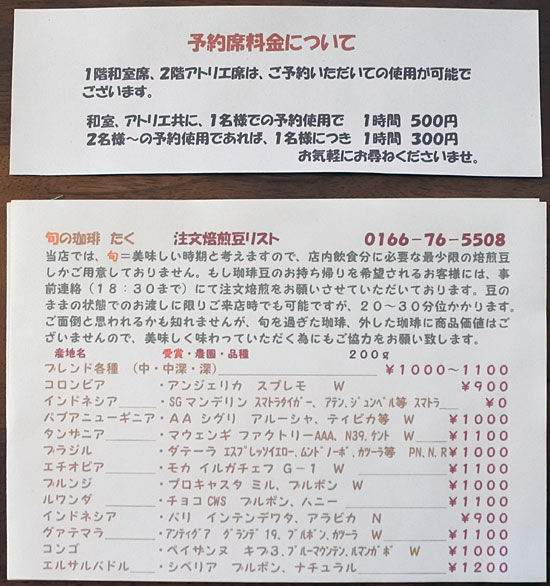 予約席料金について
1階和室席、2階アトリエ席は、ご予約いただいての使用が可能で
ございます。
和室、アトリエ共に、1名様での予約使用で 1時間 500円
2名様〜の予約使用であれば、1名様につき 1時間 300円
お気軽にお尋ねくださいませ。
旬の珈琲 たく 注文焙煎豆リスト 0166-76-5508
当店では、旬=美味しい時期と考えますので、店内飲食分に必要な最少限の焙煎豆
しかご用意しておりません。もし珈琲豆のお持ち帰りを希望されるお客様には、事
前連絡(18:30まで)にて注文焙煎をお願いさせていただいております。豆の
ままの状態でのお渡しに限りご来店時でも可能ですが、20〜30分位かかります。
ご面倒と思われるかも知れませんが、旬を過ぎた珈琲、外した珈琲に商品価値はご
ざいませんので、美味しく味わっていただく為にもご協力をお願い致します。
産地名 受賞・農園・品種 200g
ブレンド各種 (中・中深・深) ¥1000〜1100
コロンビア ・アンジェリカ スプレモ W ¥900
インドネシア ・SG マンデリン スマトラタイガー、アテン、ジュンベル等 スマトラ ¥0
パプアニューギニア・AA シグリ アルーシャ、ティピカ等 W ¥1000
タンザニア ・マウェンギ ファクトリーAAA、N39、ケント W ¥1000
ブラジル ・ダテーラ エスプレッソイエロー、ムンドノーボ、カツーラ等 PN、N、R ¥1000
エチオピア ・モカ イルガチェフ G-1 W ¥1000
ブルンジ ・プロキャスタ ミル、ブルボン W ¥1000
ルワンダ ・チョコCWS ブルボン、ハニー ¥1100
インドネシア ・バリ インテンデワタ、アラビカ N ¥900
グァテマラ ・アンティグア グランデ 19、ブルボン、カツーラ W ¥1100
コンゴ ・ペイサンヌ キブ3、ブルーマウンテン、ルマンガボ W ¥1000
エルサルバドル ・シベリア ブルボン、ナチュラル ¥1200